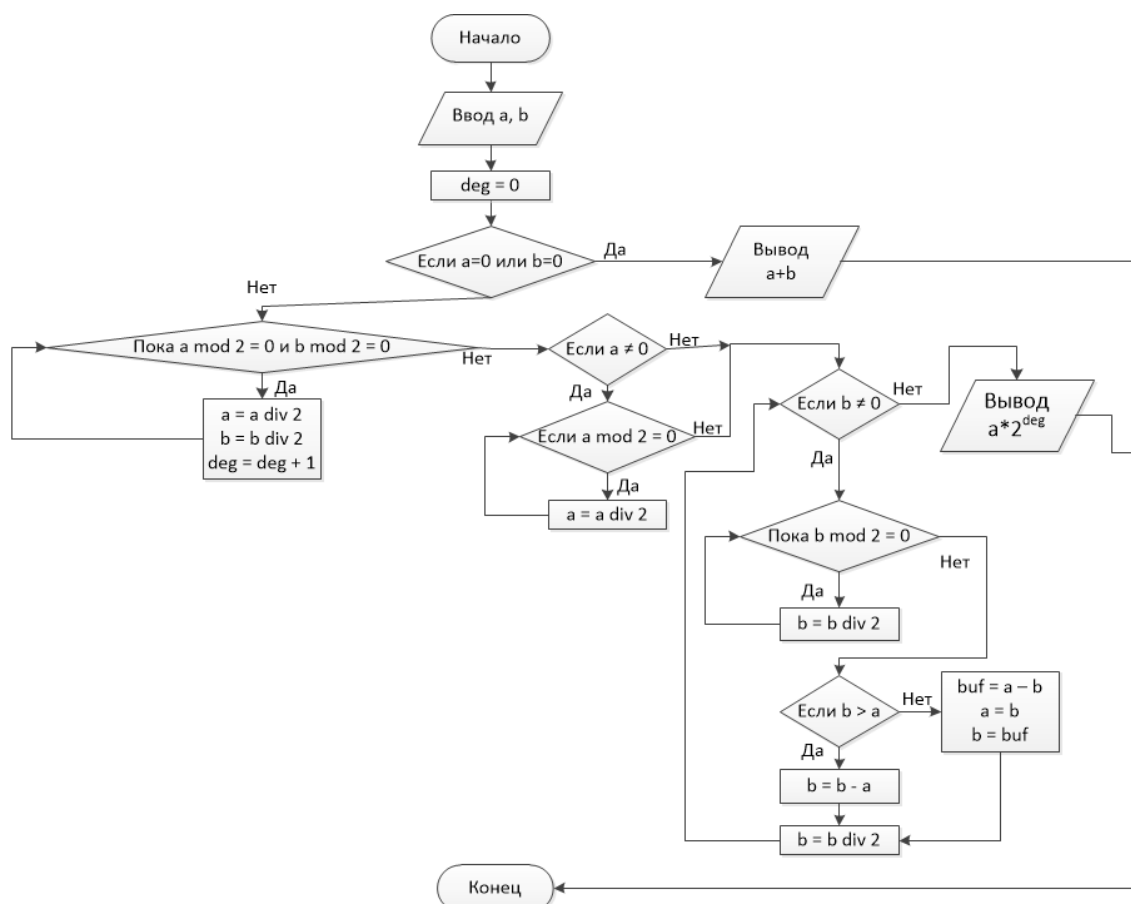 Начало
Ввод a, b
deg = 0
Если a=0 или b=0
Да
Вывод
a+b
Нет
Пока a mod 2 = 0 и b mod 2 = 0
Нет
Да
a = a div 2
b = b div 2
deg = deg + 1
Если a ≠ 0
Нет
Да
Если a mod 2 = 0
Нет
Да
a = a div 2
Если b ≠ 0
Нет
Вывод
a*2^deg
Да
Пока b mod 2 = 0
Нет
Да
b = b div 2
Если b > a
Нет
buf = a – b
a = b
b = buf
Да
b = b - a
b = b div 2
Конец